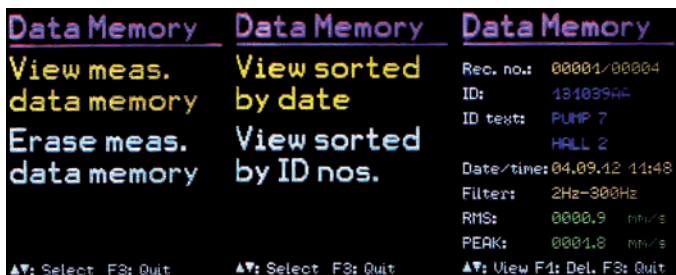 Data Memory
View meas.
data memory
Erase meas.
data memory
▲▼: Select F3: Quit
Data Memory
View sorted
by date
View sorted
by ID nos.
▲▼: Select F3: Quit
Data Memory
Rec. no.: 00001/00004
ID: 131039AA
ID text: PUMP 7
HALL 2
Date/time: 04.09.12 11:48
Filter: 2Hz-300Hz
RMS: 0000.9 mm/s
PEAK: 0001.8 mm/s
▲▼: View F1: Del. F3: Quit